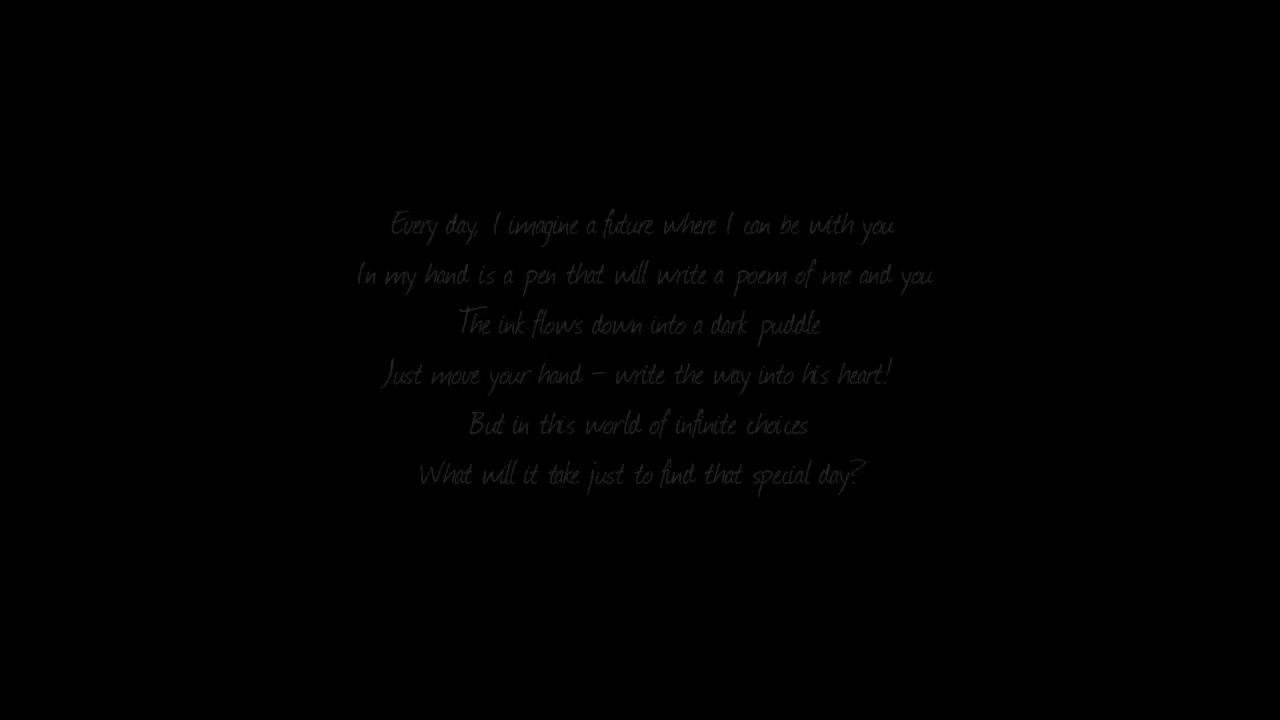 Every day, I imagine a future where I can be with you
In my hand is a pen that will write a poem of me and you
The ink flows down into a dark puddle
Just move your hand – write the way into his heart!
But in this world of infinite choices
What will it take just to find that special day?